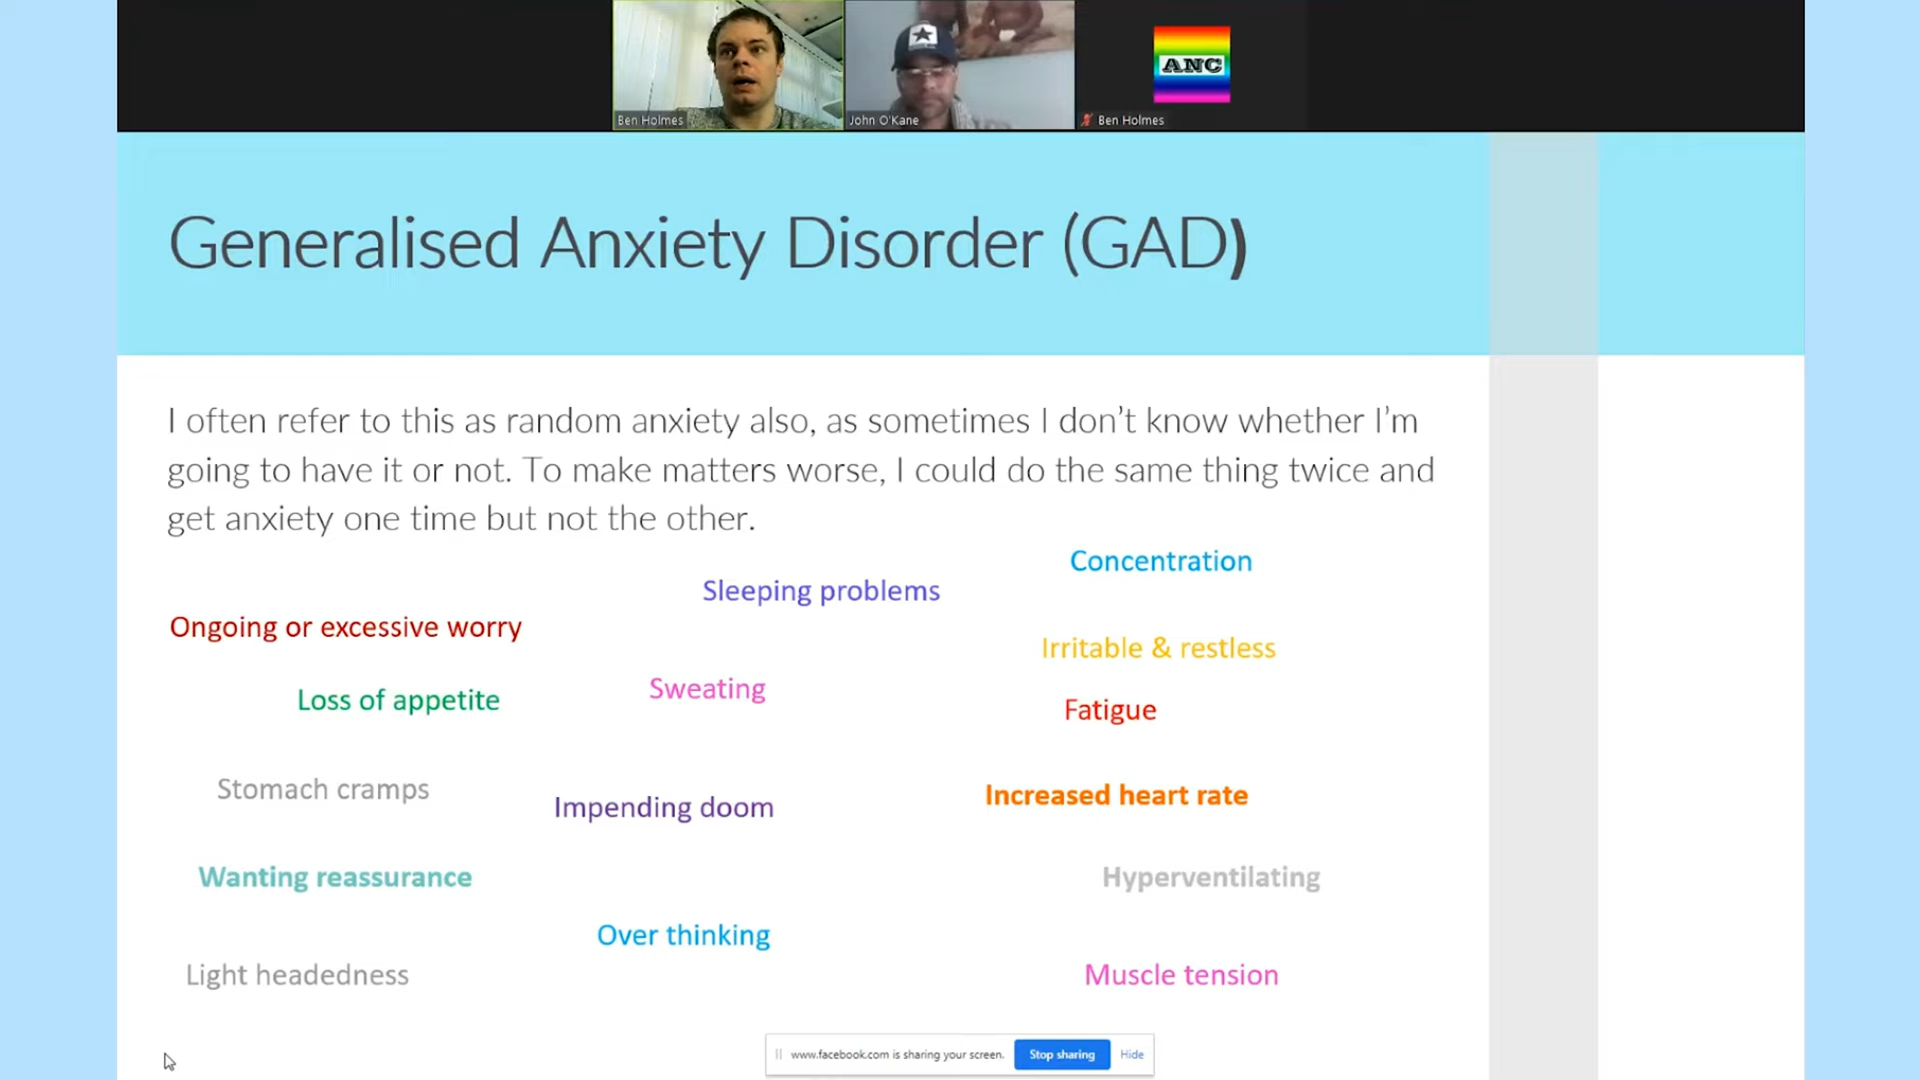 Ben Holmes
John O'Kane
ANC
Ben Holmes
Generalised Anxiety Disorder (GAD)
I often refer to this as random anxiety also, as sometimes I don’t know whether I’m
going to have it or not. To make matters worse, I could do the same thing twice and
get anxiety one time but not the other.
Concentration
Sleeping problems
Ongoing or excessive worry
Irritable & restless
Sweating
Loss of appetite
Fatigue
Stomach cramps
Impending doom
Increased heart rate
Wanting reassurance
Hyperventilating
Over thinking
Light headedness
Muscle tension
www.facebook.com is sharing your screen.
Stop sharing
Hide